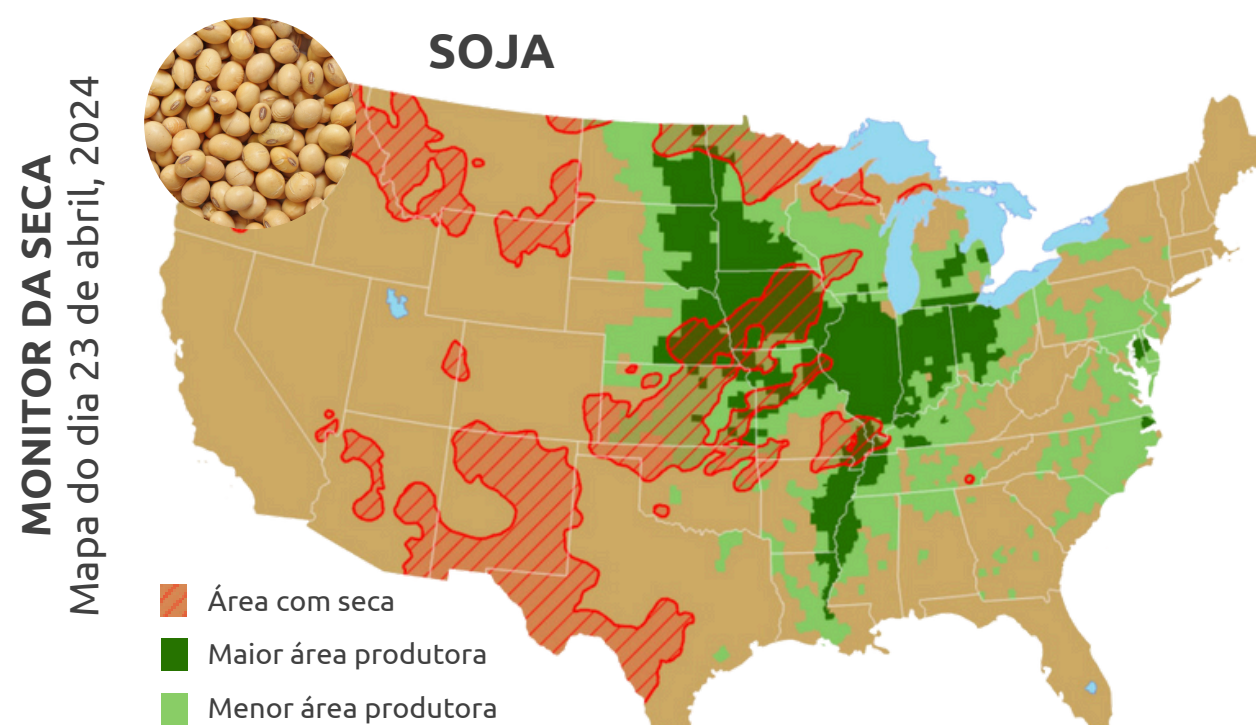 SOJA
MONITOR DA SECA
Mapa do dia 23 de abril, 2024
Área com seca
Maior área produtora
Menor área produtora